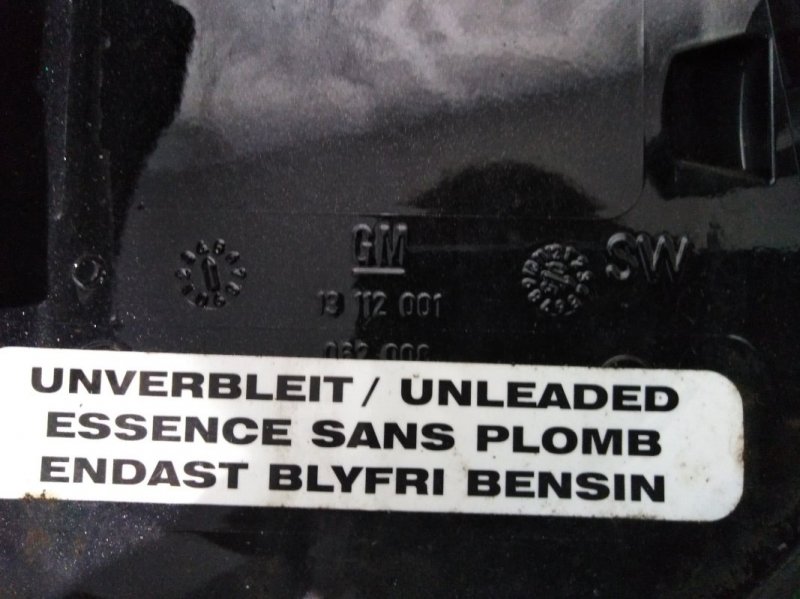 GM
SW
13 112 001
UNVERBLEIT / UNLEADED
ESSENCE SANS PLOMB
ENDAST BLYFRI BENSIN